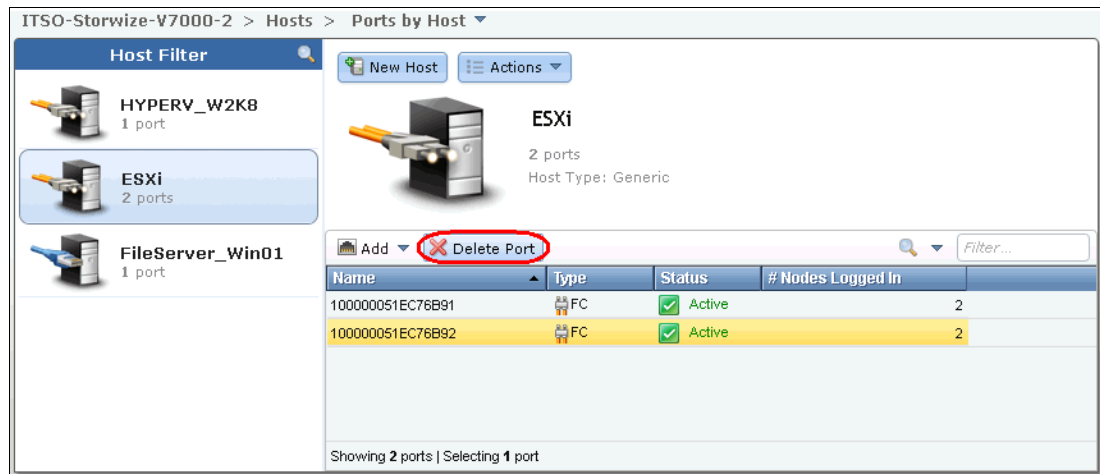 ITSO-Storwize-V7000-2 > Hosts > Ports by Host
Host Filter
HYPERV_W2K8
1 port
ESXi
2 ports
FileServer_Win01
1 port
New Host
Actions
ESXi
2 ports
Host Type: Generic
Add
Delete Port
Filter...
Name Type Status # Nodes Logged In
100000051EC76B91 FC Active 2
100000051EC76B92 FC Active 2
Showing 2 ports | Selecting 1 port